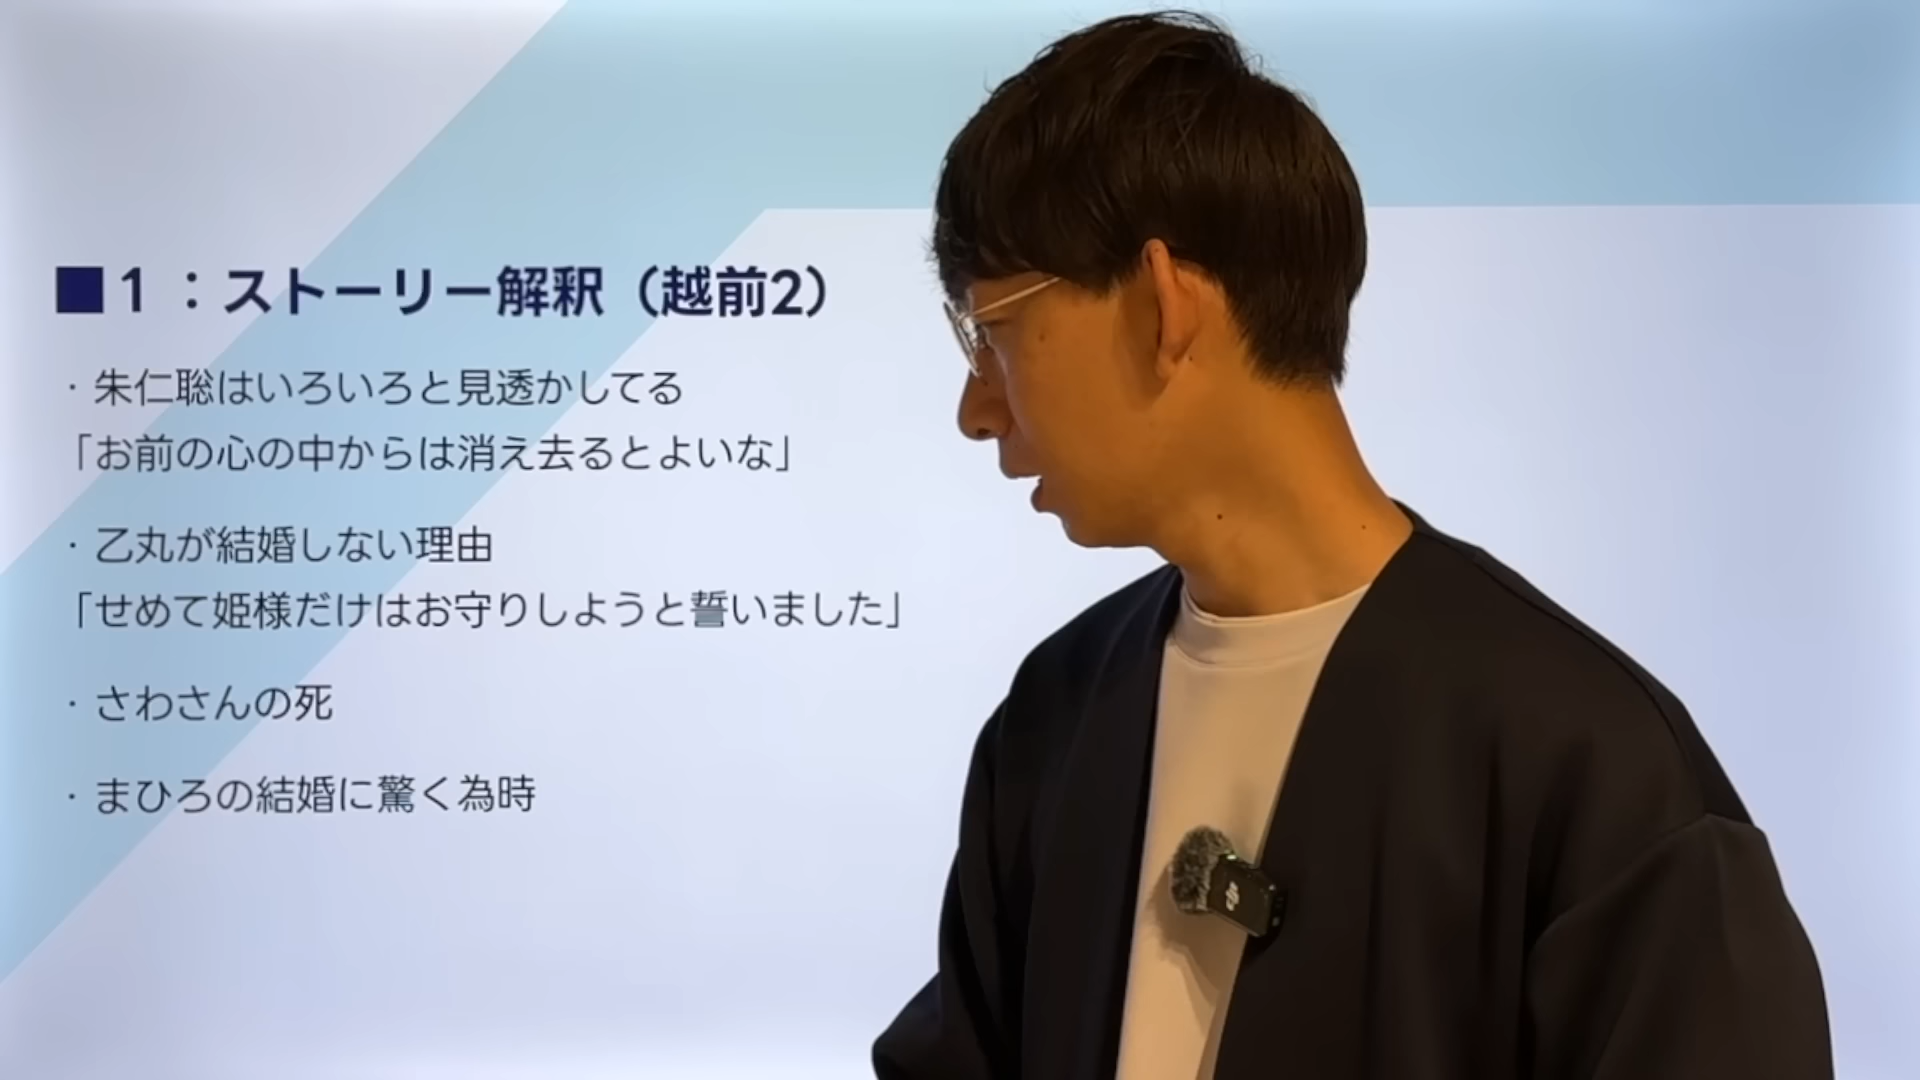 ■1：ストーリー解釈（越前2）
・朱仁聡はいろいろと見透かしてる
「お前の心の中からは消え去るとよいな」
・乙丸が結婚しない理由
「せめて姫様だけはお守りしようと誓いました」
・さわさんの死
・まひろの結婚に驚く為時
dji